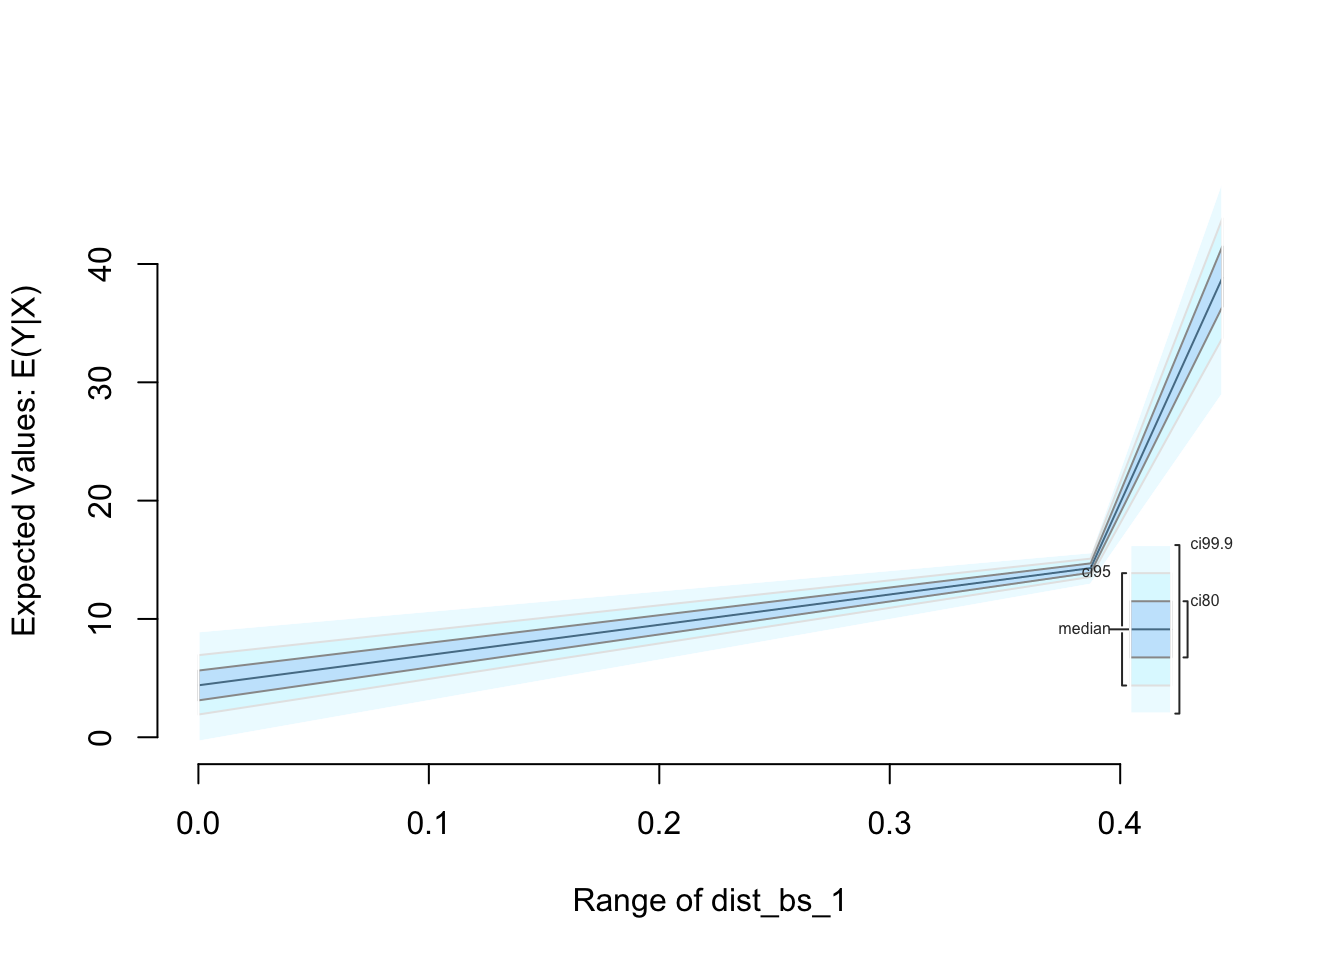 Expected Values: E(Y|X)
40
30
20
10
0
ci99.9
ci95
ci80
median
0.0 0.1 0.2 0.3 0.4
Range of dist_bs_1